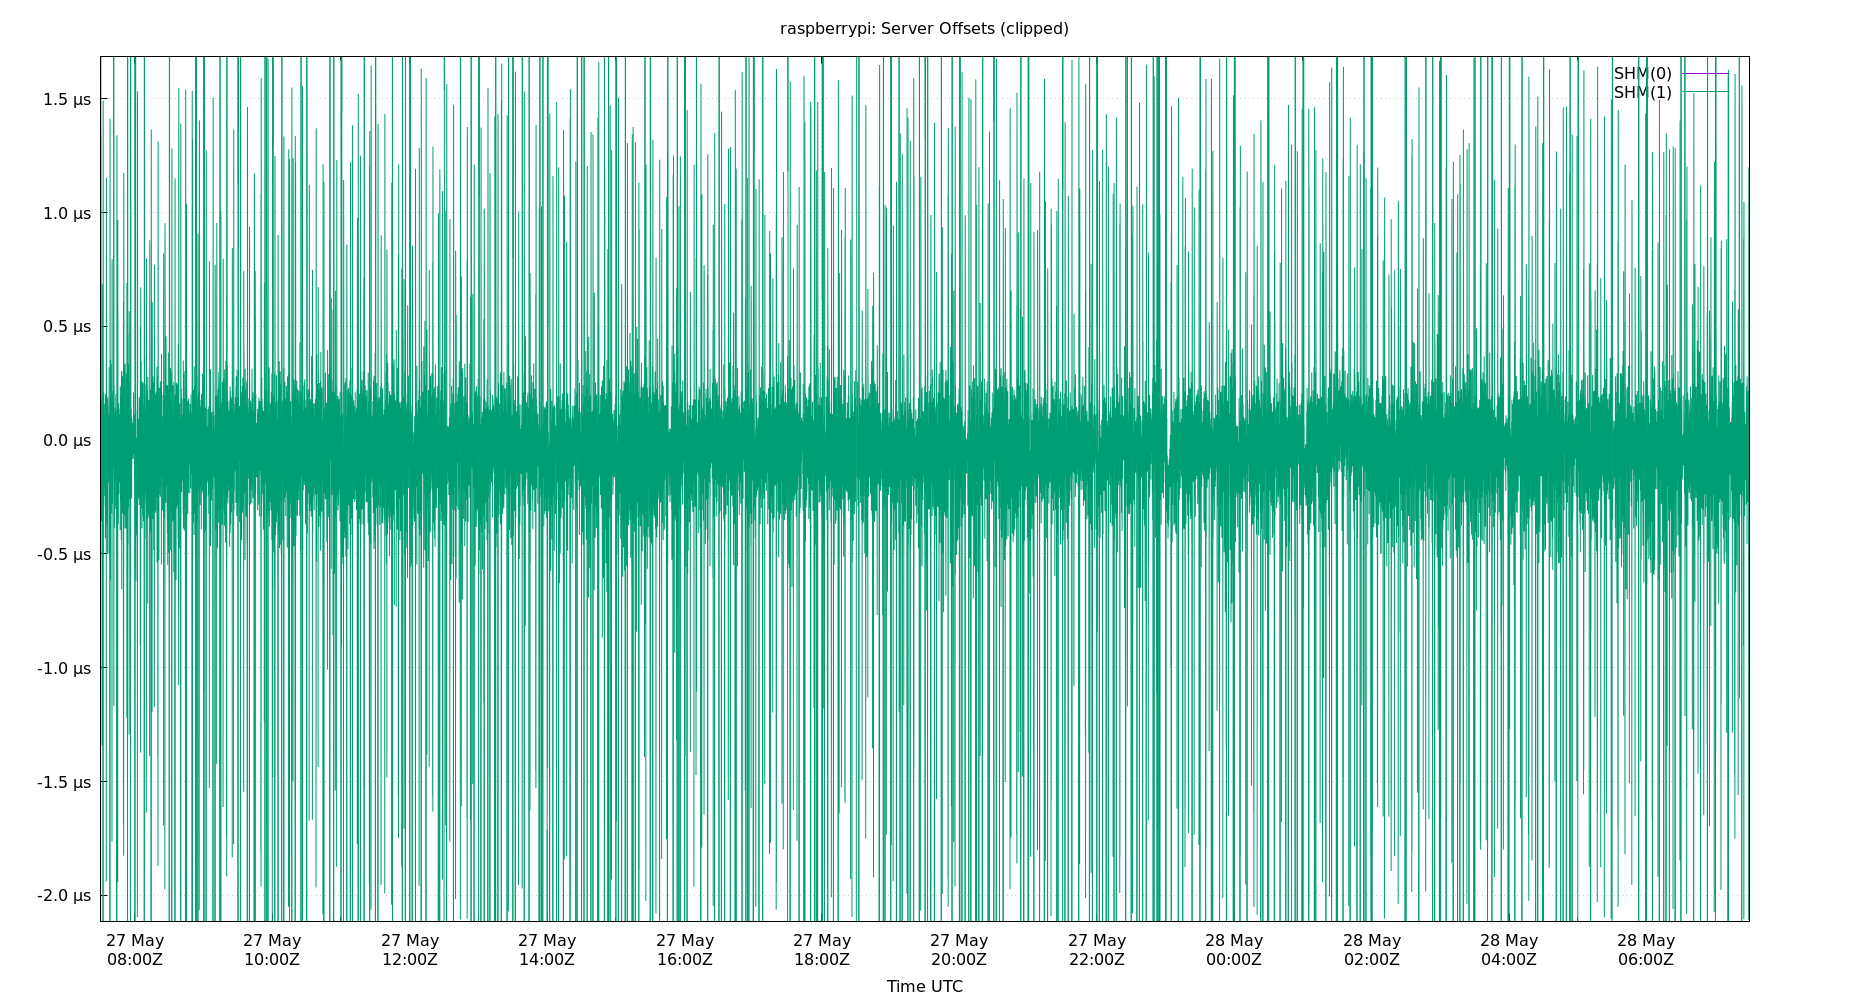 raspberrypi: Server Offsets (clipped)
SHM(0)
SHM(1)
1.5 µs
1.0 µs
0.5 µs
0.0 µs
-0.5 µs
-1.0 µs
-1.5 µs
-2.0 µs
27 May 27 May 27 May 27 May 27 May 27 May 27 May 27 May 28 May 28 May 28 May 28 May
08:00Z 10:00Z 12:00Z 14:00Z 16:00Z 18:00Z 20:00Z 22:00Z 00:00Z 02:00Z 04:00Z 06:00Z
Time UTC